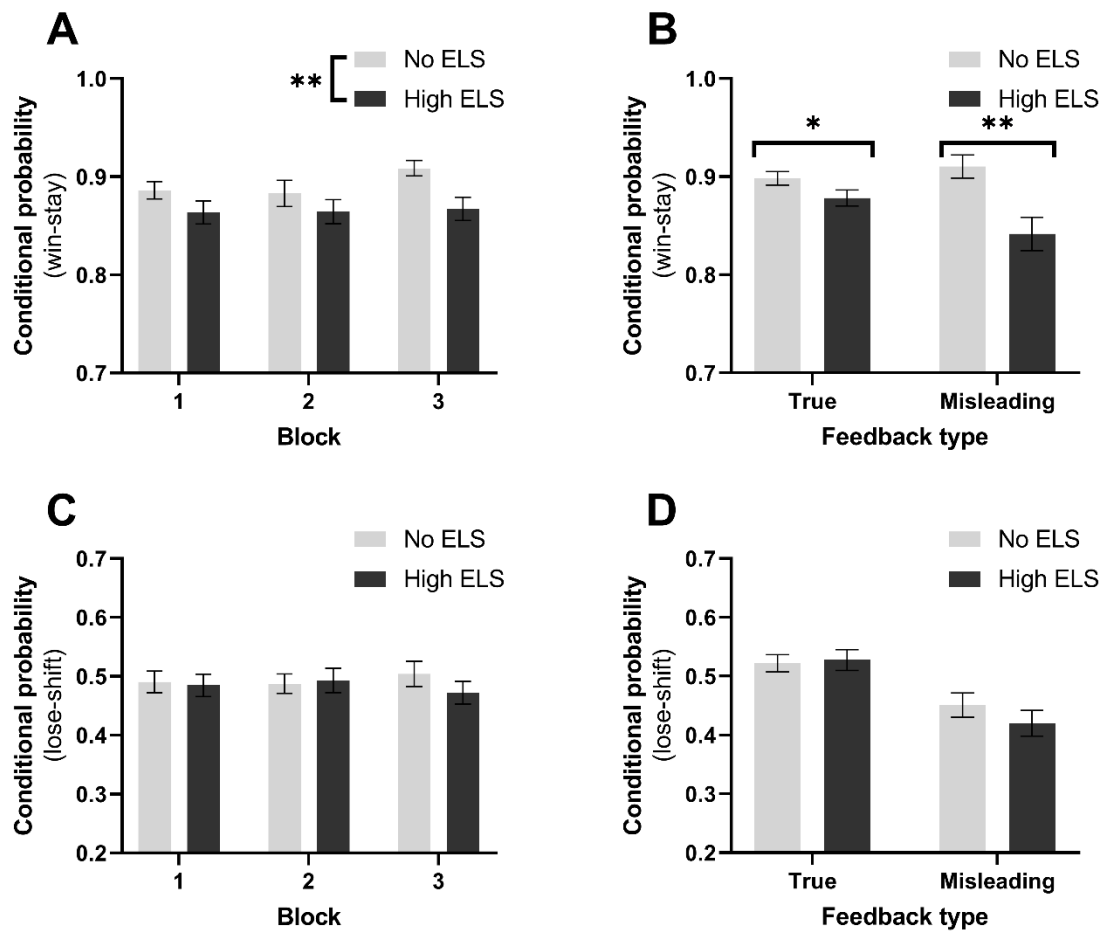 A
No ELS
High ELS
**
Conditional probability
(win-stay)
1.0
0.9
0.8
0.7
1
2
3
Block
B
No ELS
High ELS
*
**
Conditional probability
(win-stay)
1.0
0.9
0.8
0.7
True
Misleading
Feedback type
C
No ELS
High ELS
Conditional probability
(lose-shift)
0.7
0.6
0.5
0.4
0.3
0.2
1
2
3
Block
D
No ELS
High ELS
Conditional probability
(lose-shift)
0.7
0.6
0.5
0.4
0.3
0.2
True
Misleading
Feedback type